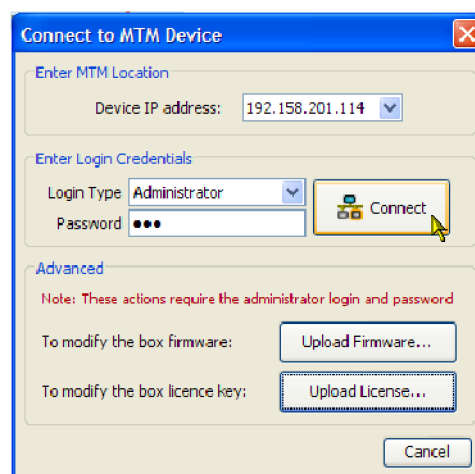 Connect to MTM Device
Enter MTM Location
Device IP address: 192.158.201.114
Enter Login Credentials
Login Type Administrator
Password ●●●
Connect
Advanced
Note: These actions require the administrator login and password
To modify the box firmware: Upload Firmware...
To modify the box licence key: Upload License...
Cancel